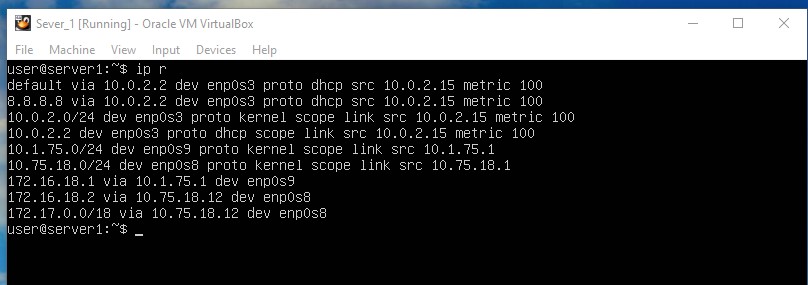 Sever_1 [Running] - Oracle VM VirtualBox
File Machine View Input Devices Help
user@server1:~$ ip r
default via 10.0.2.2 dev enp0s3 proto dhcp src 10.0.2.15 metric 100
8.8.8.8 via 10.0.2.2 dev enp0s3 proto dhcp src 10.0.2.15 metric 100
10.0.2.0/24 dev enp0s3 proto kernel scope link src 10.0.2.15 metric 100
10.0.2.2 dev enp0s3 proto dhcp scope link src 10.0.2.15 metric 100
10.1.75.0/24 dev enp0s9 proto kernel scope link src 10.1.75.1
10.75.18.0/24 dev enp0s8 proto kernel scope link src 10.75.18.1
172.16.18.1 via 10.1.75.1 dev enp0s9
172.16.18.2 via 10.75.18.12 dev enp0s8
172.17.0.0/18 via 10.75.18.12 dev enp0s8
user@server1:~$ _